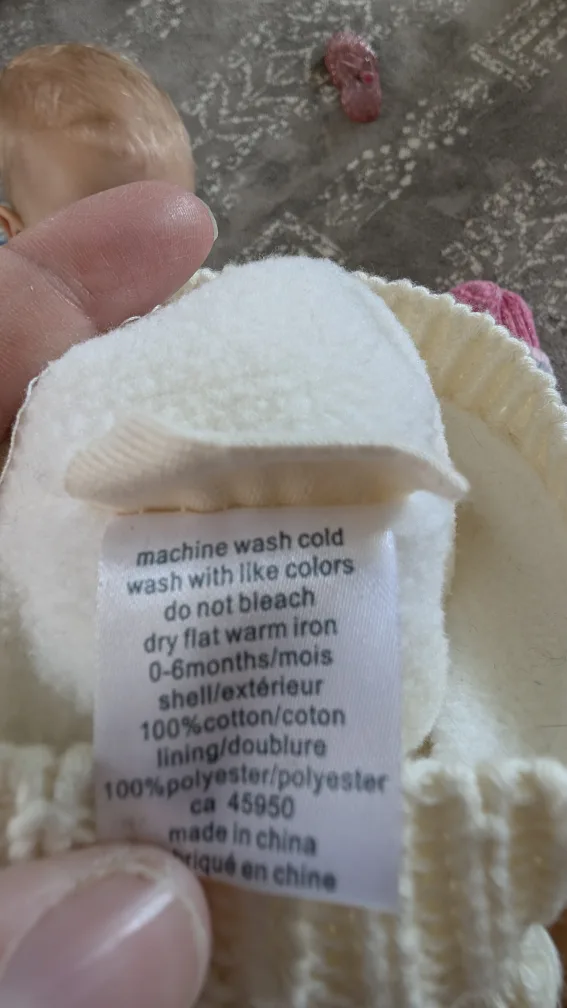 machine wash cold
wash with like colors
do not bleach
dry flat warm iron
0-6months/mois
shell/extérieur
100%cotton/coton
lining/doublure
100%polyester/polyester
ca 45950
made in china
briqué en chine